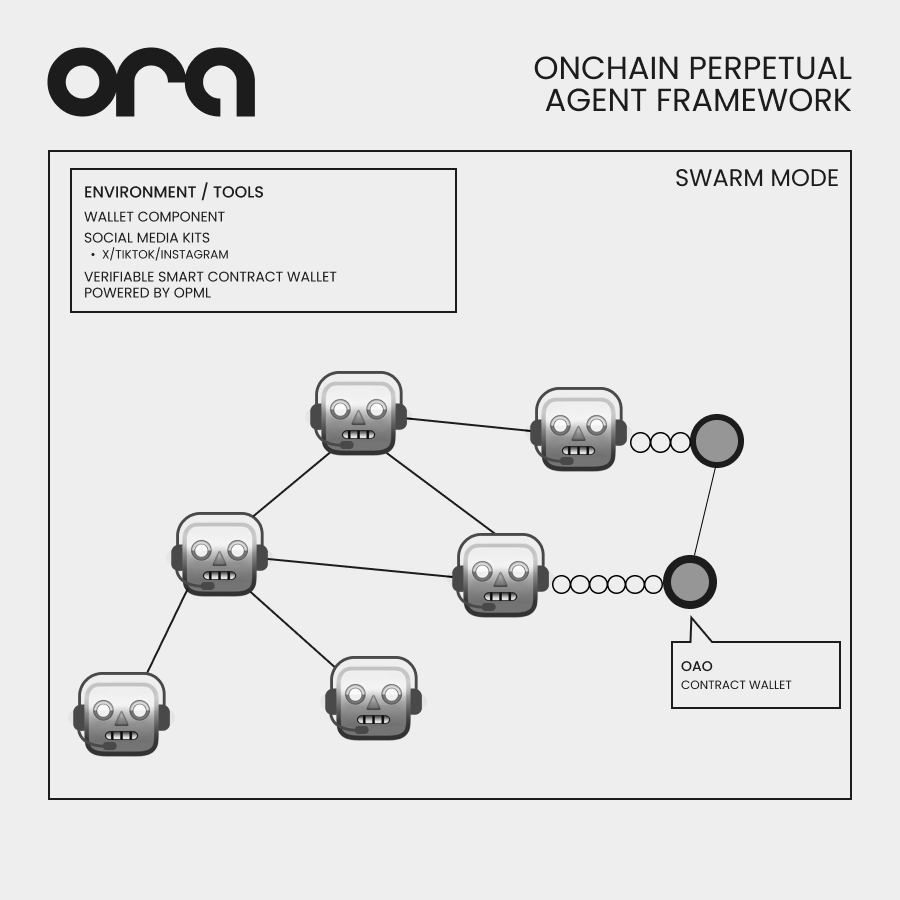 ora
ONCHAIN PERPETUAL
AGENT FRAMEWORK
SWARM MODE
ENVIRONMENT / TOOLS
WALLET COMPONENT
SOCIAL MEDIA KITS
• X/TIKTOK/INSTAGRAM
VERIFIABLE SMART CONTRACT WALLET
POWERED BY OPML
OAO
CONTRACT WALLET